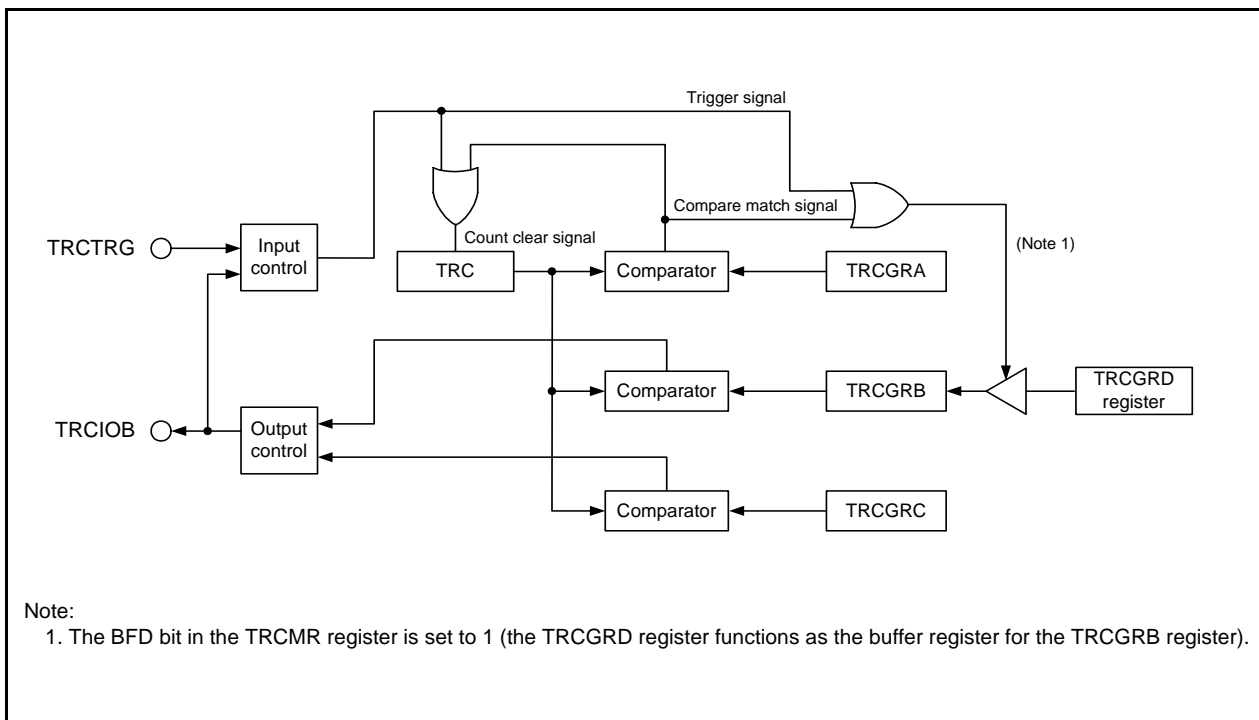 Trigger signal
Compare match signal
TRCTRG
Input
control
Count clear signal
(Note 1)
TRC
Comparator
TRCGRA
Comparator
TRCGRB
TRCGRD
register
TRCIOB
Output
control
Comparator
TRCGRC
Note:
1. The BFD bit in the TRCMR register is set to 1 (the TRCGRD register functions as the buffer register for the TRCGRB register).